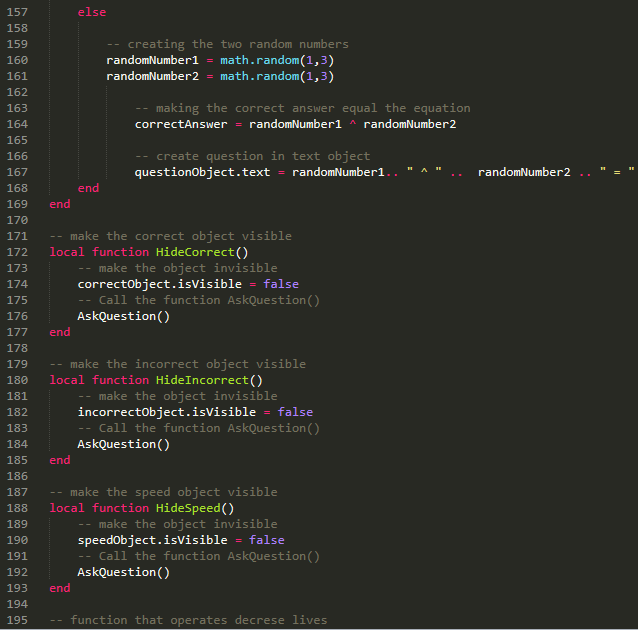 157 else
158
159 -- creating the two random numbers
160 randomNumber1 = math.random(1,3)
161 randomNumber2 = math.random(1,3)
162
163 -- making the correct answer equal the equation
164 correctAnswer = randomNumber1 ^ randomNumber2
165
166 -- create question in text object
167 questionObject.text = randomNumber1.. " ^ " .. randomNumber2 .. " = "
168 end
169 end
170
171 -- make the correct object visible
172 local function HideCorrect()
173 -- make the object invisible
174 correctObject.isVisible = false
175 -- Call the function AskQuestion()
176 AskQuestion()
177 end
178
179 -- make the incorrect object visible
180 local function HideIncorrect()
181 -- make the object invisible
182 incorrectObject.isVisible = false
183 -- Call the function AskQuestion()
184 AskQuestion()
185 end
186
187 -- make the speed object visible
188 local function HideSpeed()
189 -- make the object invisible
190 speedObject.isVisible = false
191 -- Call the function AskQuestion()
192 AskQuestion()
193 end
194
195 -- function that operates decrese lives